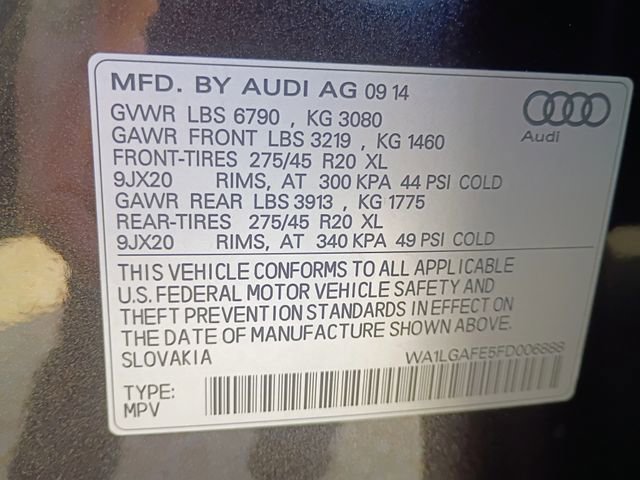 MFD. BY AUDI AG 09 14
GVWR LBS 6790 , KG 3080
GAWR FRONT LBS 3219 , KG 1460
FRONT-TIRES 275/45 R20 XL
9JX20 RIMS, AT 300 KPA 44 PSI COLD
GAWR REAR LBS 3913 , KG 1775
REAR-TIRES 275/45 R20 XL
9JX20 RIMS, AT 340 KPA 49 PSI COLD
Audi
THIS VEHICLE CONFORMS TO ALL APPLICABLE
U.S. FEDERAL MOTOR VEHICLE SAFETY AND
THEFT PREVENTION STANDARDS IN EFFECT ON
THE DATE OF MANUFACTURE SHOWN ABOVE.
SLOVAKIA WA1LGAFE5FD006888
TYPE:
MPV